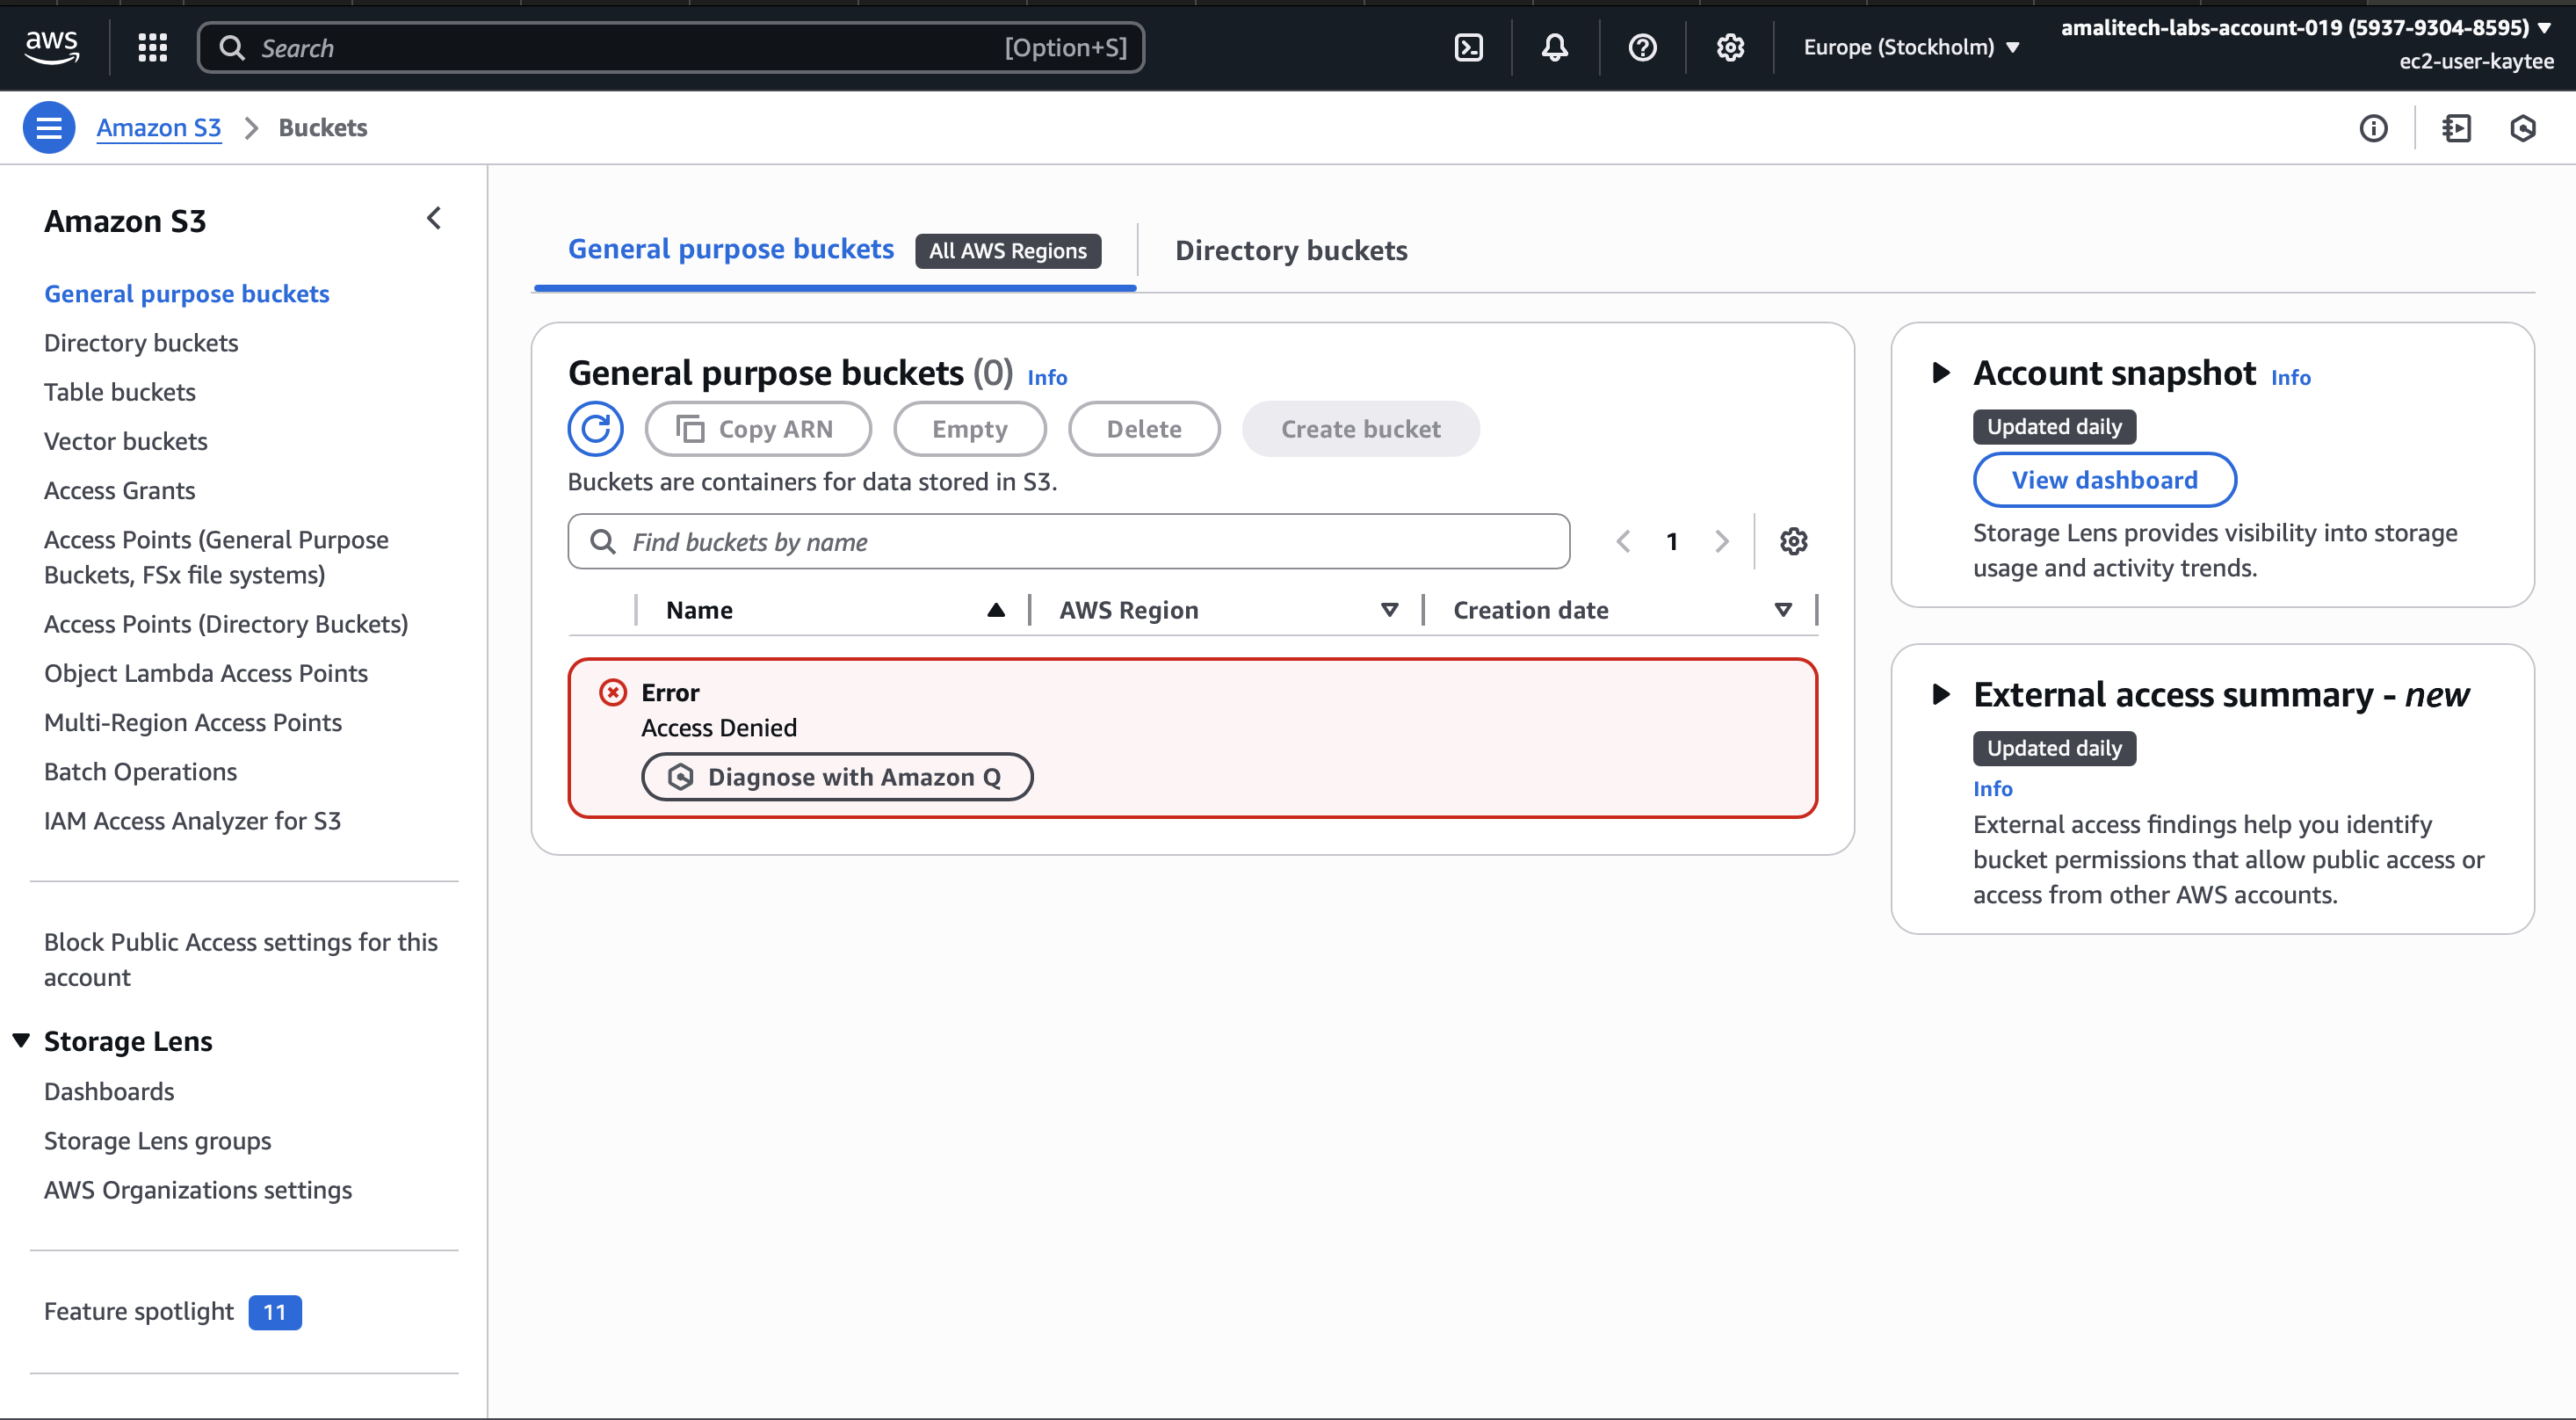 aws
Search
[Option+S]
Europe (Stockholm)
amalitech-labs-account-019 (5937-9304-8595)
ec2-user-kaytee
Amazon S3
Buckets
Amazon S3
General purpose buckets
Directory buckets
Table buckets
Vector buckets
Access Grants
Access Points (General Purpose
Buckets, FSx file systems)
Access Points (Directory Buckets)
Object Lambda Access Points
Multi-Region Access Points
Batch Operations
IAM Access Analyzer for S3
Block Public Access settings for this
account
Storage Lens
Dashboards
Storage Lens groups
AWS Organizations settings
Feature spotlight 11
General purpose buckets All AWS Regions
Directory buckets
General purpose buckets (0) Info
Copy ARN
Empty
Delete
Create bucket
Buckets are containers for data stored in S3.
Find buckets by name
1
Name
AWS Region
Creation date
Error
Access Denied
Diagnose with Amazon Q
Account snapshot Info
Updated daily
View dashboard
Storage Lens provides visibility into storage
usage and activity trends.
External access summary - new
Updated daily
Info
External access findings help you identify
bucket permissions that allow public access or
access from other AWS accounts.